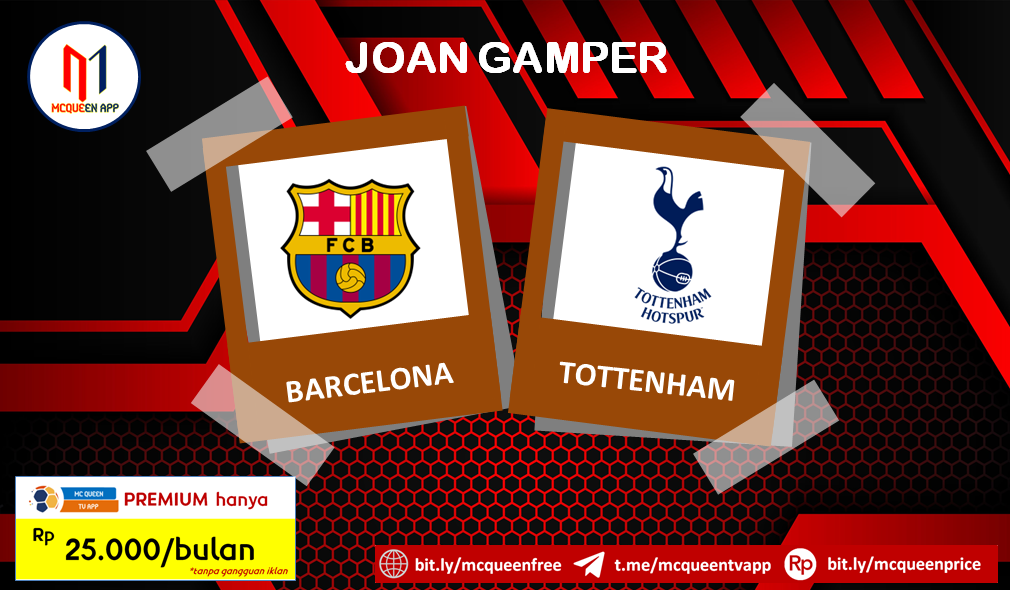 JOAN GAMPER
MCQUEEN APP
FCB
TOTTENHAM
HOTSPUR
BARCELONA
TOTTENHAM
MC QUEEN
TV APP
PREMIUM hanya
Rp 25.000/bulan
*tanpa gangguan iklan
bit.ly/mcqueenfree
t.me/mcqueentvapp
Rp
bit.ly/mcqueenprice